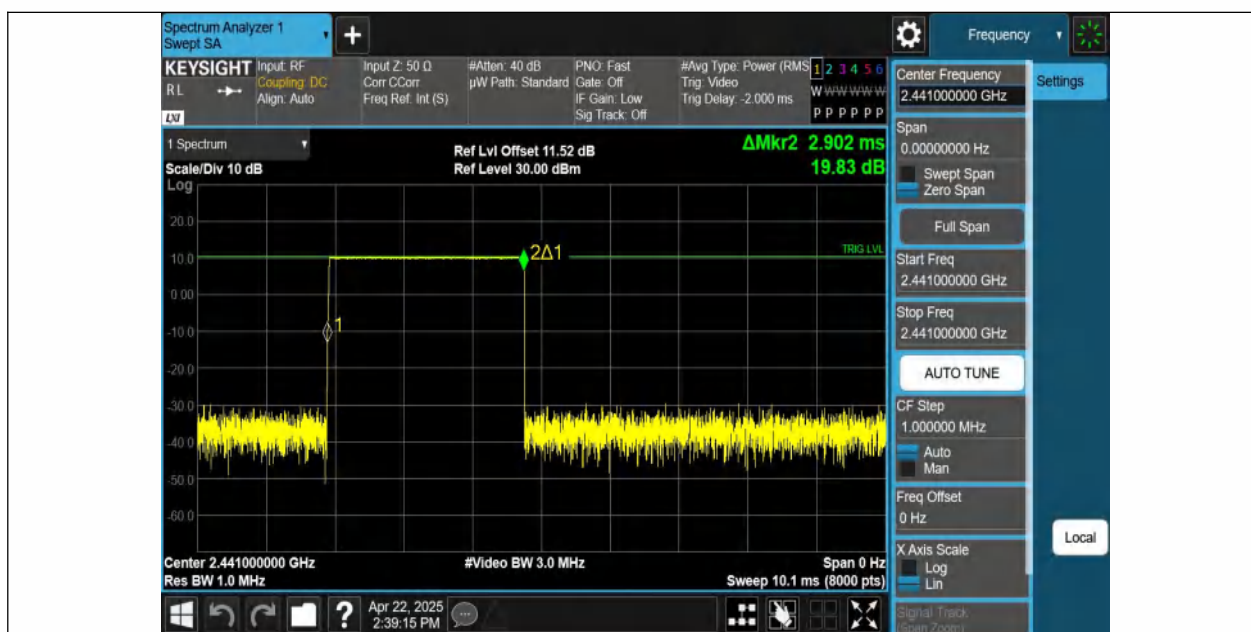 Spectrum Analyzer 1
Swept SA
Frequency
KEYSIGHT
RL
LXI
Input: RF
Coupling: DC
Align: Auto
Input Z: 50 Ω
Corr CCorr
Freq Ref: Int (S)
#Atten: 40 dB
µW Path: Standard
PNO: Fast
Gate: Off
IF Gain: Low
Sig Track: Off
#Avg Type: Power (RMS
Trig: Video
Trig Delay: -2.000 ms
1 2 3 4 5 6
W W W W W W
P P P P P P
Center Frequency
2.441000000 GHz
Settings
Span
0.00000000 Hz
Swept Span
Zero Span
Full Span
Start Freq
2.441000000 GHz
Stop Freq
2.441000000 GHz
AUTO TUNE
CF Step
1.000000 MHz
Auto
Man
Freq Offset
0 Hz
X Axis Scale
Log
Lin
Signal Track
(Span Zoom)
Local
1 Spectrum
Scale/Div 10 dB
Log
Ref Lvl Offset 11.52 dB
Ref Level 30.00 dBm
ΔMkr2 2.902 ms
19.83 dB
20.0
10.0
0.00
-10.0
-20.0
-30.0
-40.0
-50.0
-60.0
2Δ1
1
TRIG LVL
Center 2.441000000 GHz
Res BW 1.0 MHz
#Video BW 3.0 MHz
Span 0 Hz
Sweep 10.1 ms (8000 pts)
?
Apr 22, 2025
2:39:15 PM